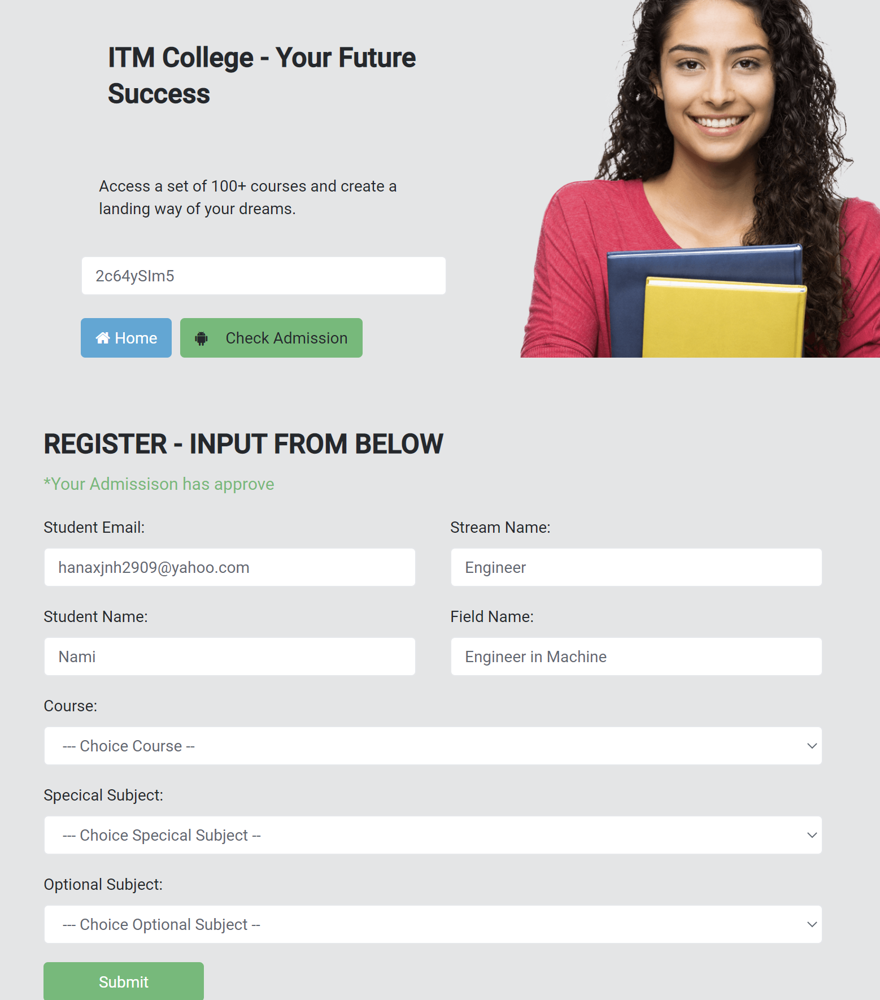 ITM College - Your Future
Success
Access a set of 100+ courses and create a
landing way of your dreams.
2c64ySIm5
Home
Check Admission
REGISTER - INPUT FROM BELOW
*Your Admissison has approve
Student Email:
Stream Name:
hanaxjnh2909@yahoo.com
Engineer
Student Name:
Field Name:
Nami
Engineer in Machine
Course:
--- Choice Course --
Specical Subject:
--- Choice Specical Subject --
Optional Subject:
--- Choice Optional Subject --
Submit